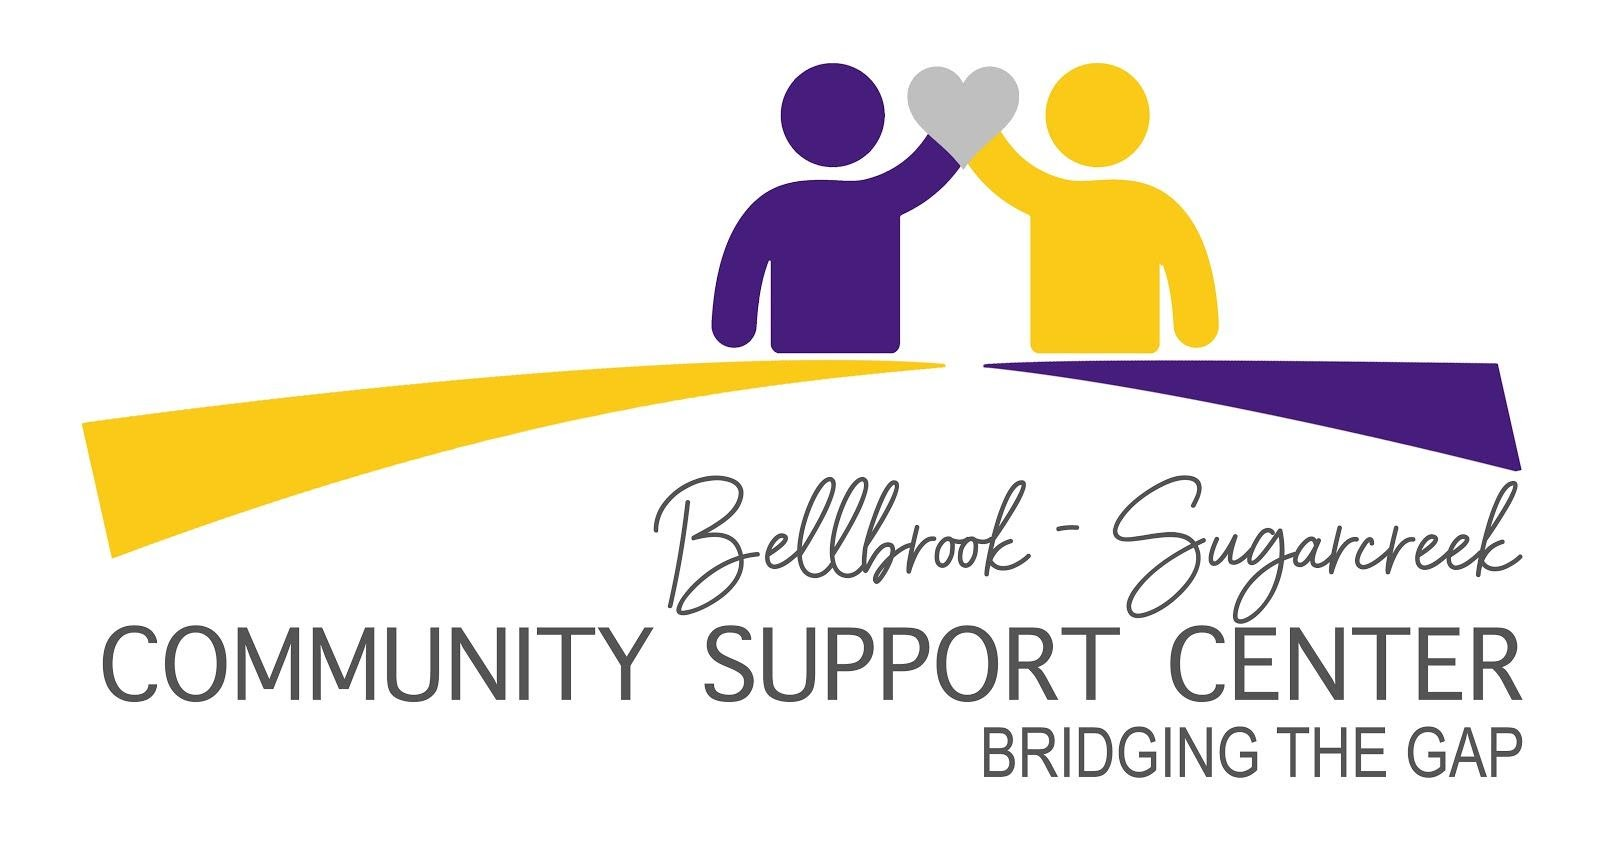 Bellbrook - Sugarcreek
COMMUNITY SUPPORT CENTER
BRIDGING THE GAP